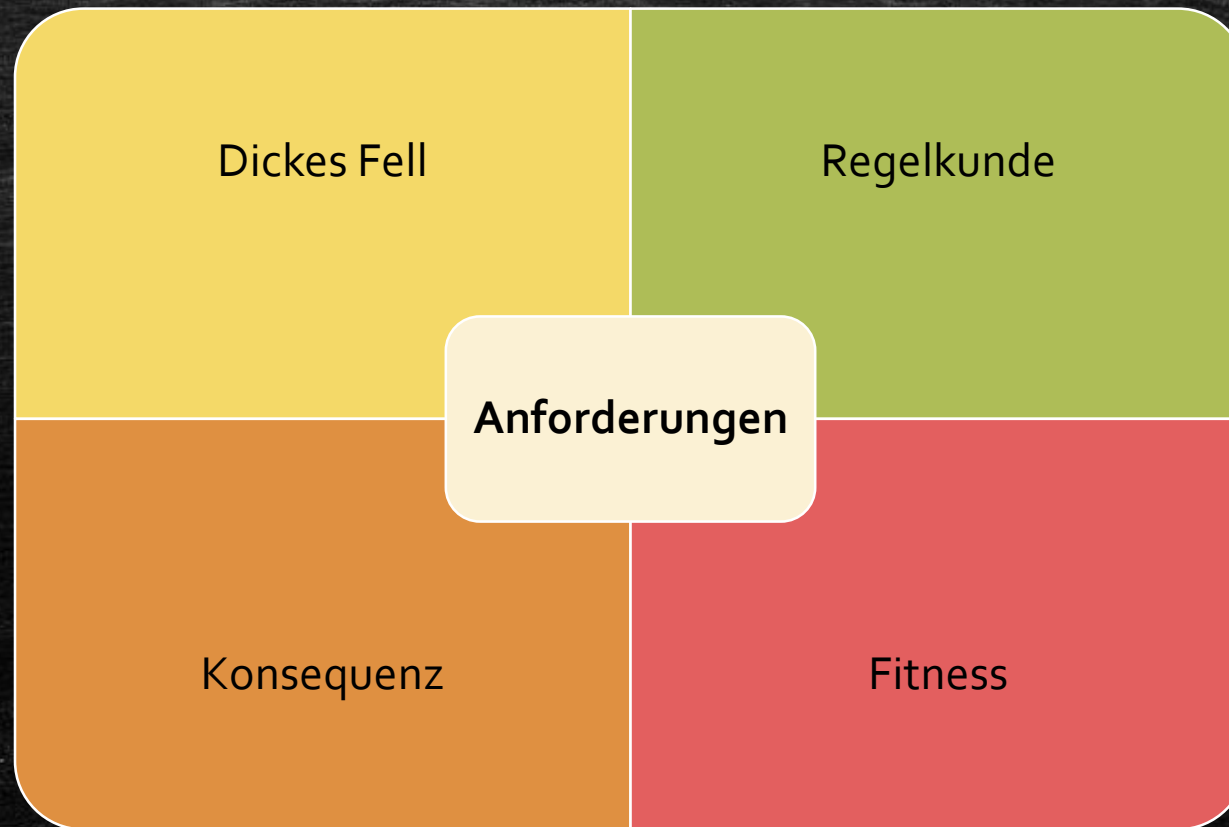 Dickes Fell
Regelkunde
Anforderungen
Konsequenz
Fitness